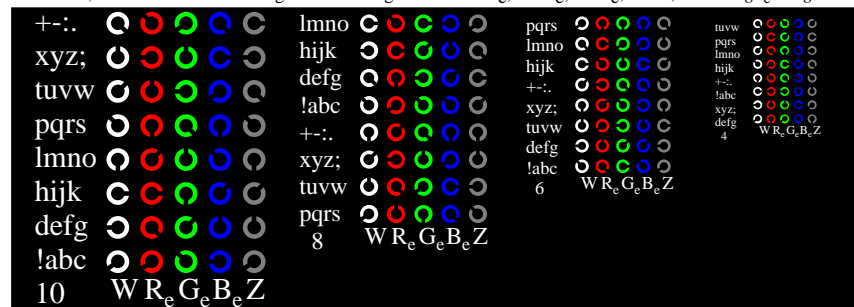 +-:.
xyz;
tuvw
pqrs
lmno
hijk
defg
!abc
10 W Re Ge Be Z
lmno
hijk
defg
!abc
+-:.
xyz;
tuvw
pqrs
8 W Re Ge Be Z
pqrs
lmno
hijk
+-:.
xyz;
tuvw
defg
!abc
6 W Re Ge Be Z
tuvw
pqrs
lmno
hijk
+-:.
!abc
xyz;
defg
4 W Re Ge Be Z